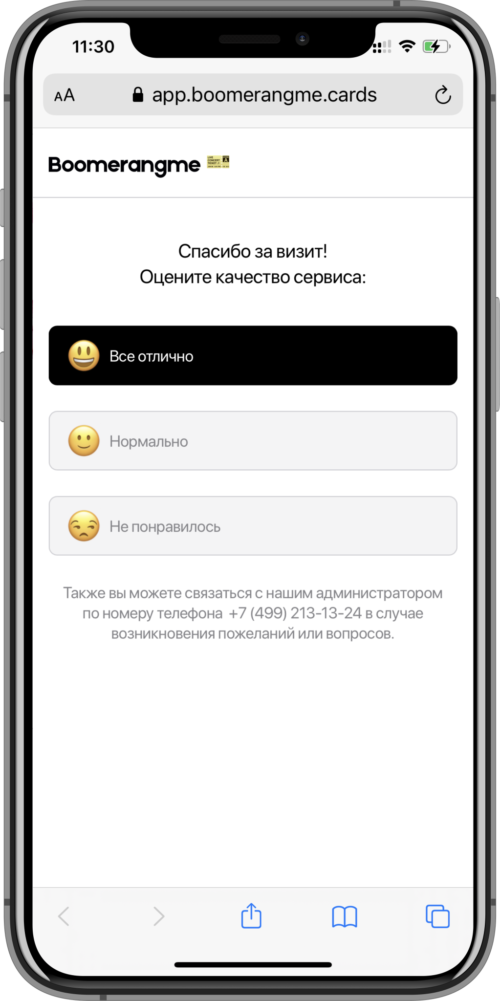 11:30
AA app.boomerangme.cards
Boomerangme
Спасибо за визит!
Оцените качество сервиса:
Все отлично
Нормально
Не понравилось
Также вы можете связаться с нашим администратором
по номеру телефона +7 (499) 213-13-24 в случае
возникновения пожеланий или вопросов.